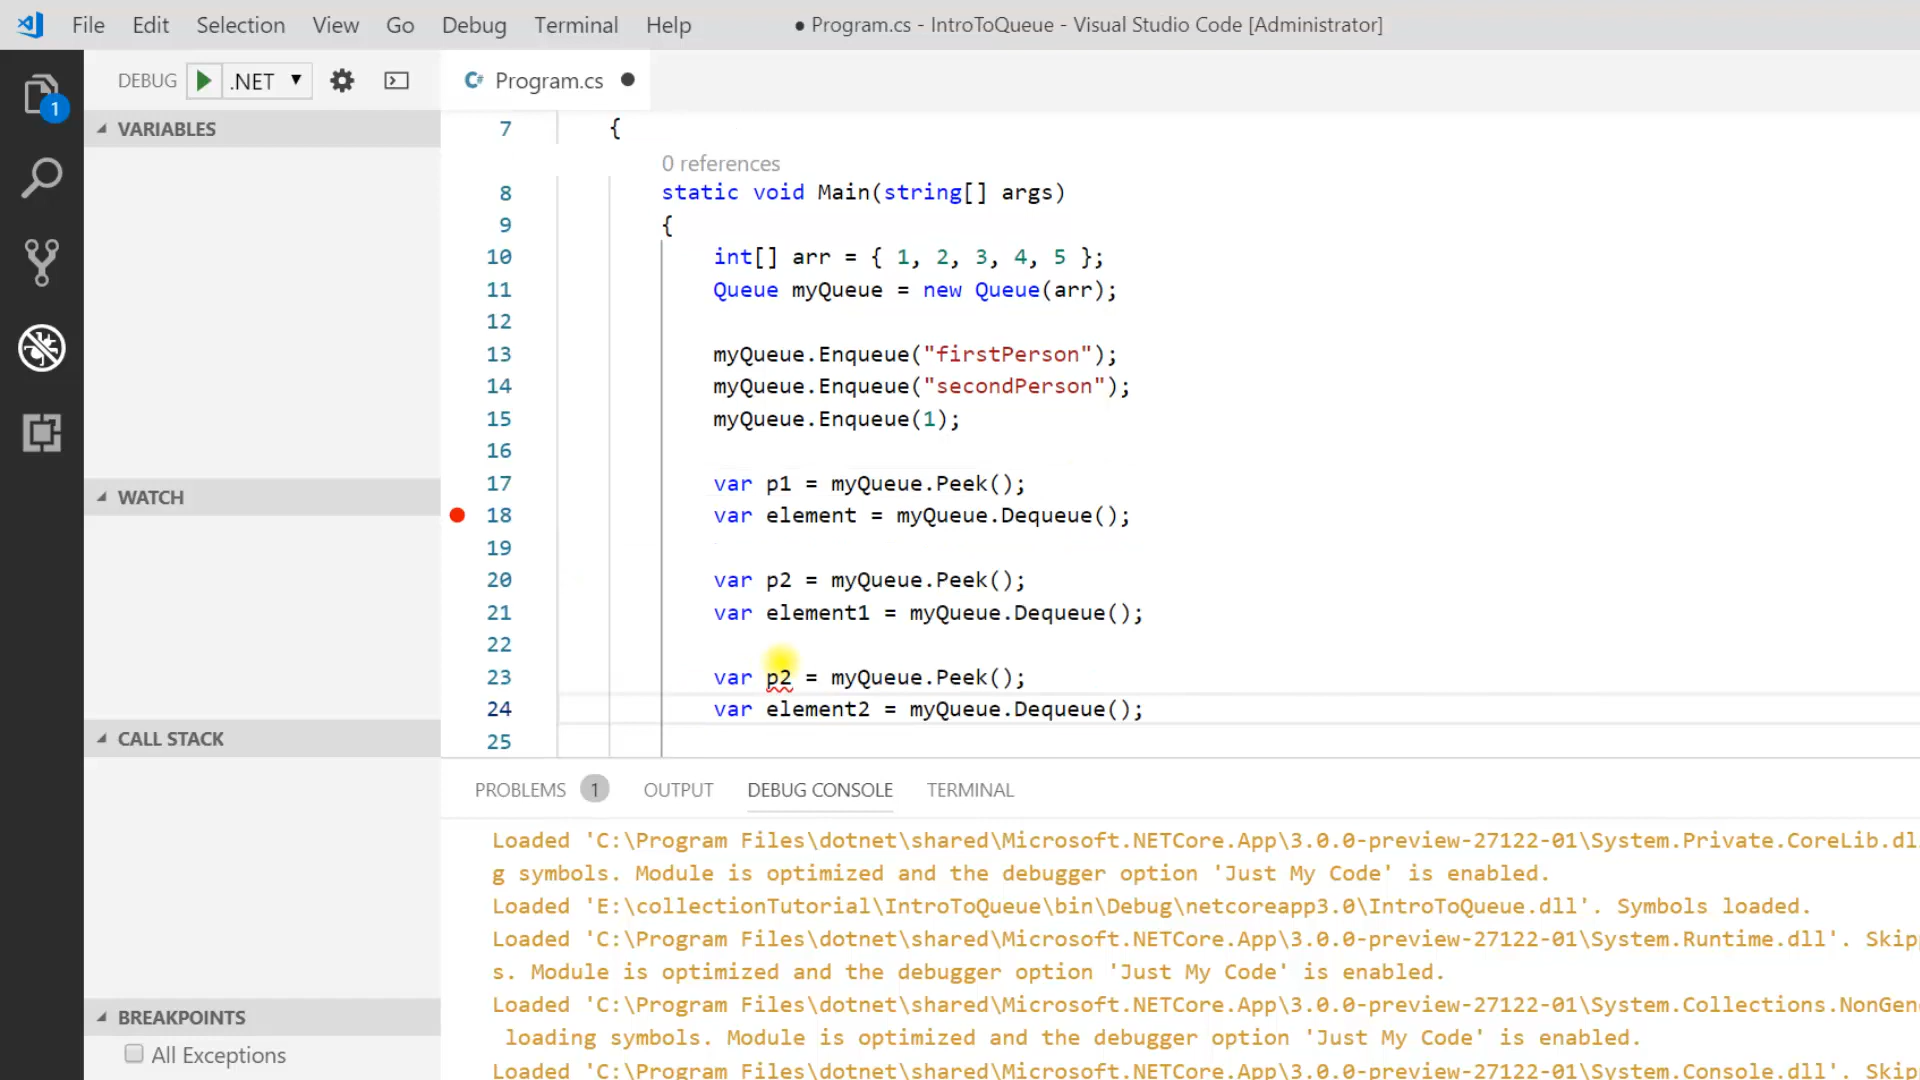 File Edit Selection View Go Debug Terminal Help ● Program.cs - IntroToQueue - Visual Studio Code [Administrator]
1
DEBUG .NET
C# Program.cs ●
VARIABLES
WATCH
CALL STACK
BREAKPOINTS
All Exceptions
7 {
0 references
8 static void Main(string[] args)
9 {
10 int[] arr = { 1, 2, 3, 4, 5 };
11 Queue myQueue = new Queue(arr);
12
13 myQueue.Enqueue("firstPerson");
14 myQueue.Enqueue("secondPerson");
15 myQueue.Enqueue(1);
16
17 var p1 = myQueue.Peek();
18 var element = myQueue.Dequeue();
19
20 var p2 = myQueue.Peek();
21 var element1 = myQueue.Dequeue();
22
23 var p2 = myQueue.Peek();
24 var element2 = myQueue.Dequeue();
25
PROBLEMS 1 OUTPUT DEBUG CONSOLE TERMINAL
Loaded 'C:\Program Files\dotnet\shared\Microsoft.NETCore.App\3.0.0-preview-27122-01\System.Private.CoreLib.dl
g symbols. Module is optimized and the debugger option 'Just My Code' is enabled.
Loaded 'E:\collectionTutorial\IntroToQueue\bin\Debug\netcoreapp3.0\IntroToQueue.dll'. Symbols loaded.
Loaded 'C:\Program Files\dotnet\shared\Microsoft.NETCore.App\3.0.0-preview-27122-01\System.Runtime.dll'. Skip
s. Module is optimized and the debugger option 'Just My Code' is enabled.
Loaded 'C:\Program Files\dotnet\shared\Microsoft.NETCore.App\3.0.0-preview-27122-01\System.Collections.NonGen
loading symbols. Module is optimized and the debugger option 'Just My Code' is enabled.
Loaded 'C:\Program Files\dotnet\shared\Microsoft.NETCore.App\3.0.0-preview-27122-01\System.Console.dll'. Skip